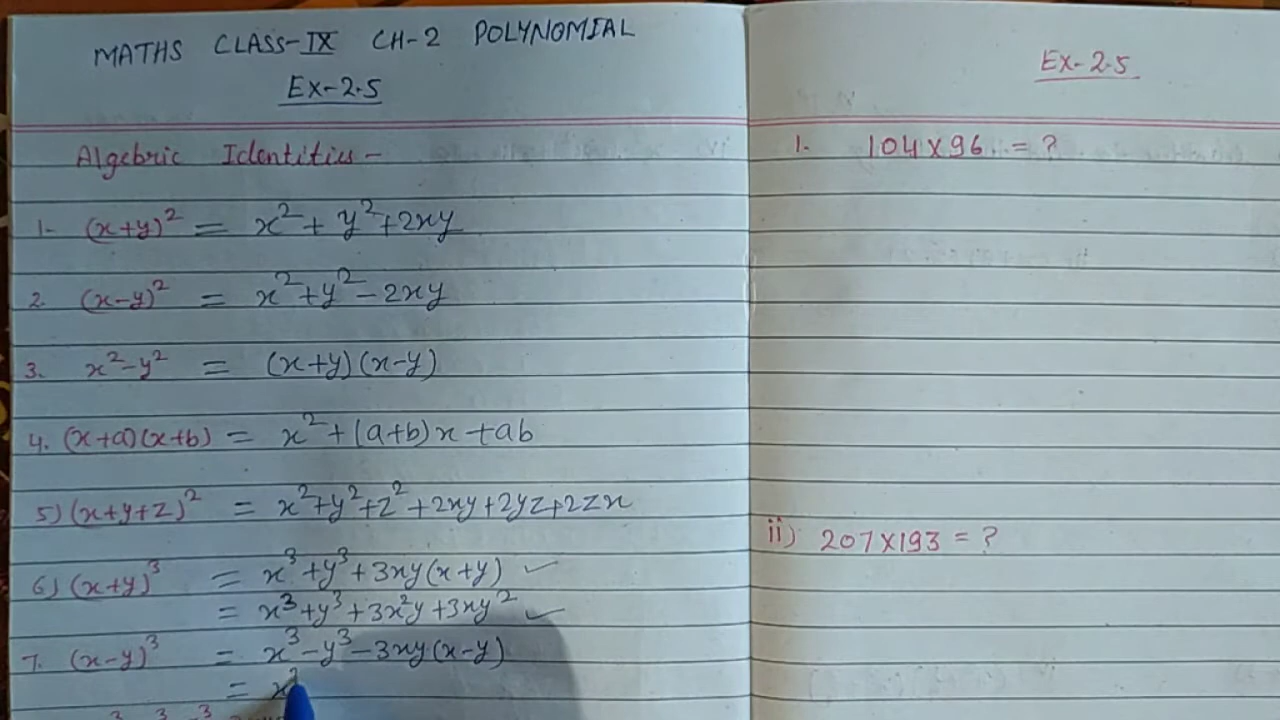 MATHS CLASS-IX CH-2 POLYNOMIAL
Ex-2.5
Algebric Identities -
1- (x+y)² = x² + y² + 2xy
2. (x-y)² = x² + y² - 2xy
3. x²-y² = (x+y)(x-y)
4. (x+a)(x+b) = x² + (a+b)x + ab
5) (x+y+z)² = x²+y²+z²+2xy+2yz+2zx
6) (x+y)³ = x³+y³+3xy(x+y) ✓
= x³+y³+3x²y+3xy² ✓
7. (x-y)³ = x³-y³-3xy(x-y)
= x³
Ex-2.5
1. 104×96 = ?
ii) 207×193 = ?